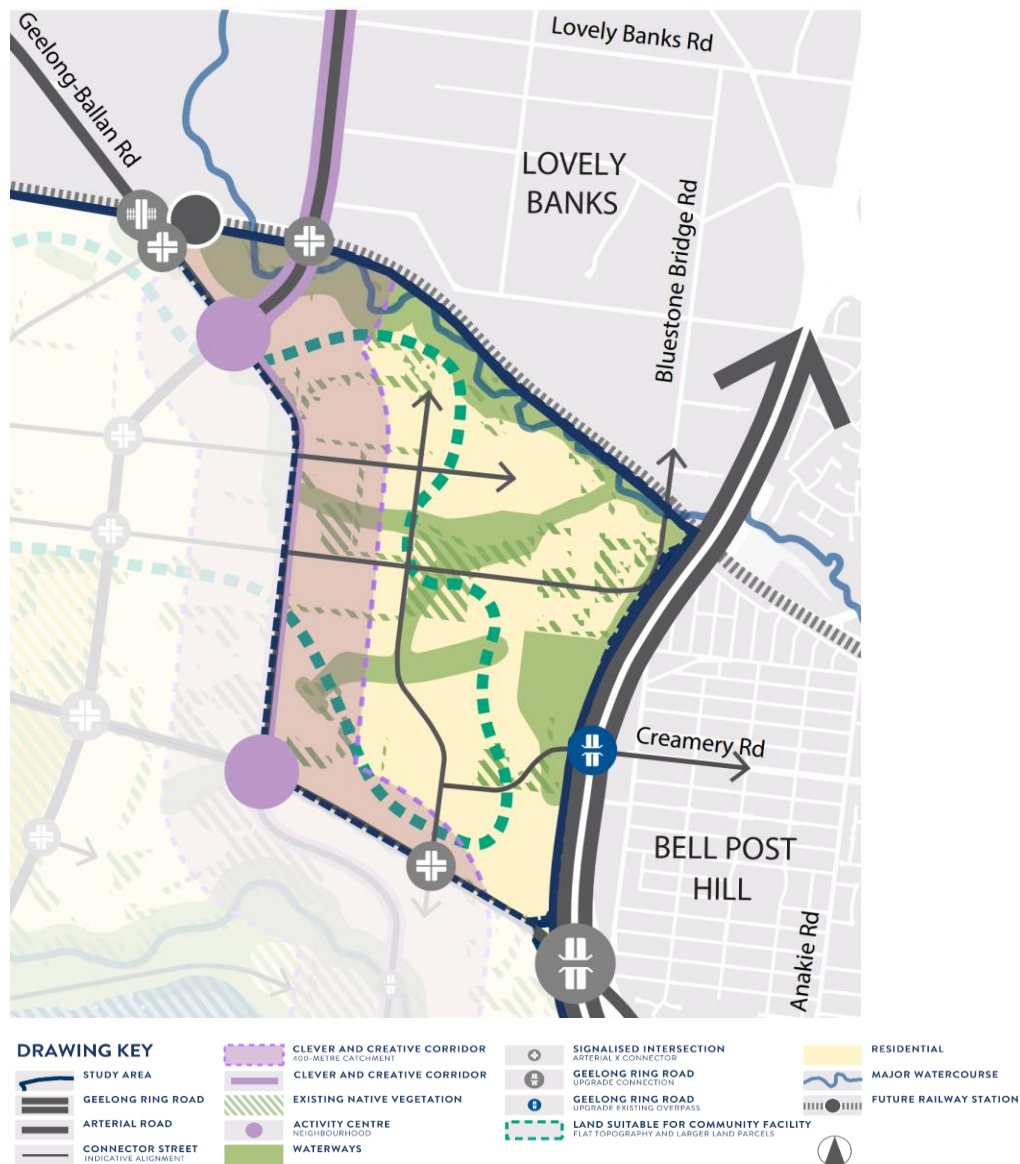 Geelong-Ballan Rd
Lovely Banks Rd
LOVELY
BANKS
Bluestone Bridge Rd
Creamery Rd
BELL POST
HILL
Anakie Rd
DRAWING KEY
STUDY AREA
GEELONG RING ROAD
ARTERIAL ROAD
CONNECTOR STREET
INDICATIVE ALIGNMENT
CLEVER AND CREATIVE CORRIDOR
400-METRE CATCHMENT
CLEVER AND CREATIVE CORRIDOR
EXISTING NATIVE VEGETATION
ACTIVITY CENTRE
NEIGHBOURHOOD
WATERWAYS
SIGNALISED INTERSECTION
ARTERIAL X CONNECTOR
GEELONG RING ROAD
UPGRADE CONNECTION
GEELONG RING ROAD
UPGRADE EXISTING OVERPASS
LAND SUITABLE FOR COMMUNITY FACILITY
FLAT TOPOGRAPHY AND LARGER LAND PARCELS
RESIDENTIAL
MAJOR WATERCOURSE
FUTURE RAILWAY STATION